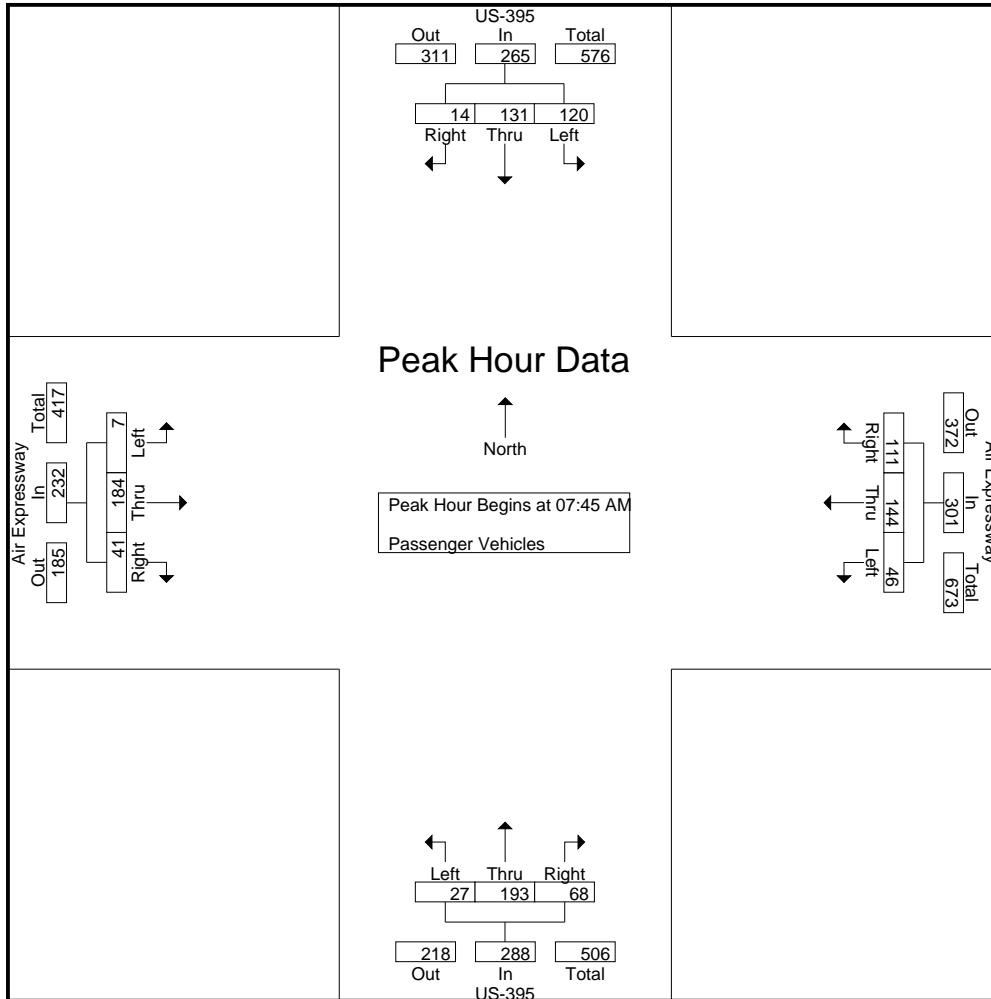 US-395
Out In Total
311 265 576
14 131 120
Right Thru Left
Peak Hour Data
North
Peak Hour Begins at 07:45 AM
Passenger Vehicles
Air Expressway
Total In Out
417 232 185
7 184 41
Left Thru Right
Air Expressway
Out In Total
372 301 673
111 144 46
Right Thru Left
Left Thru Right
27 193 68
218 288 506
Out In Total
US-395